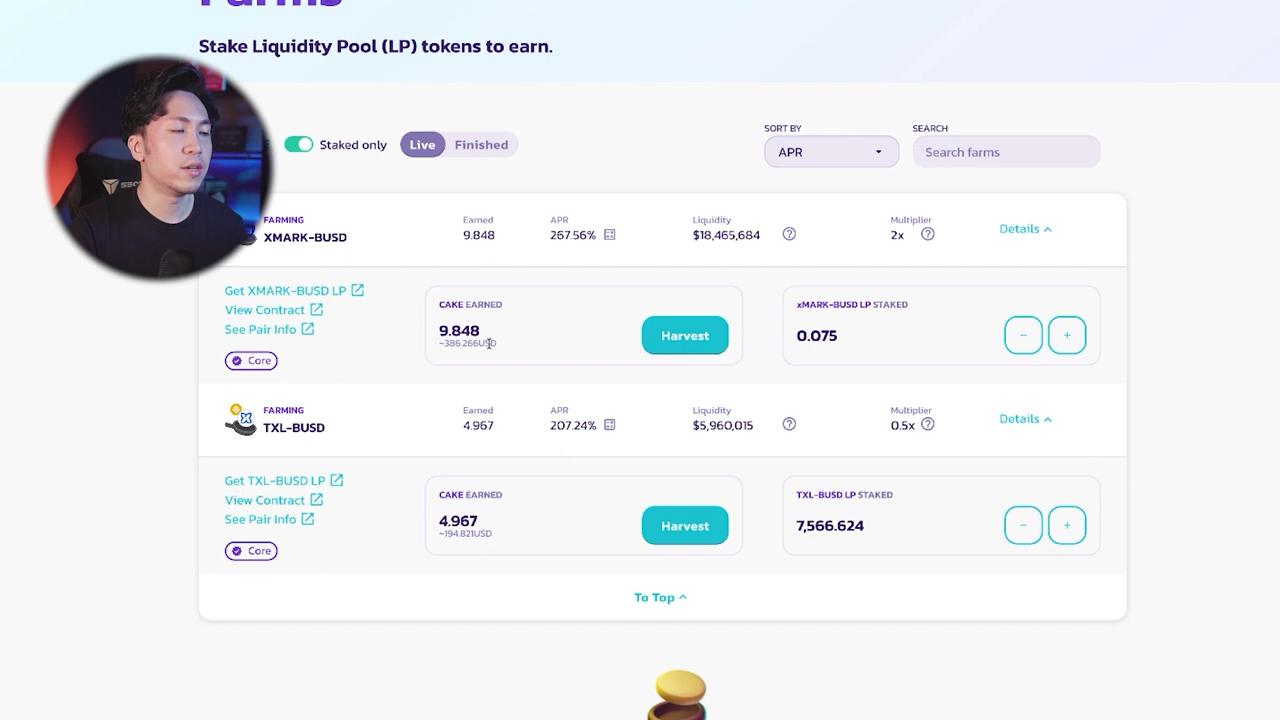 Farms
Stake Liquidity Pool (LP) tokens to earn.
Staked only
Live
Finished
SORT BY
APR
SEARCH
Search farms
FARMING
XMARK-BUSD
Earned
9.848
APR
267.56%
Liquidity
$18,465,684
Multiplier
2x
Details
Get XMARK-BUSD LP
View Contract
See Pair Info
Core
CAKE EARNED
9.848
~386.266USD
Harvest
xMARK-BUSD LP STAKED
0.075
−
+
FARMING
TXL-BUSD
Earned
4.967
APR
207.24%
Liquidity
$5,960,015
Multiplier
0.5x
Details
Get TXL-BUSD LP
View Contract
See Pair Info
Core
CAKE EARNED
4.967
~194.821USD
Harvest
TXL-BUSD LP STAKED
7,566.624
−
+
To Top